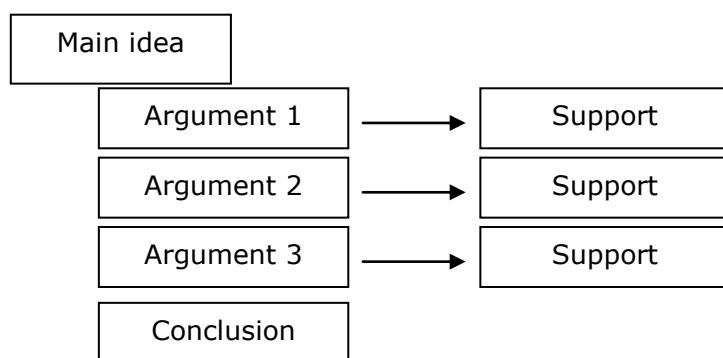 Main idea
Argument 1
Support
Argument 2
Support
Argument 3
Support
Conclusion